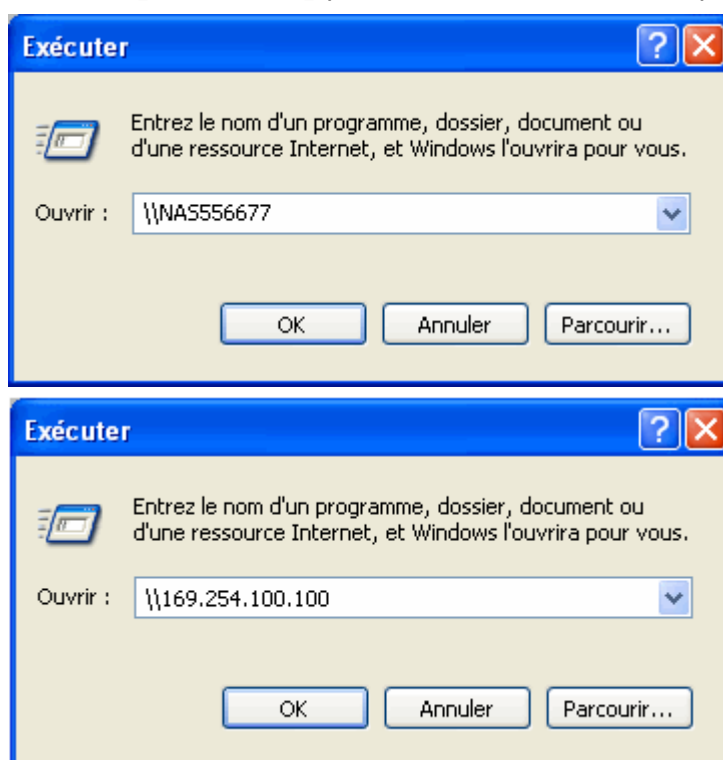 Exécuter
Entrez le nom d'un programme, dossier, document ou
d'une ressource Internet, et Windows l'ouvrira pour vous.
Ouvrir : \\NAS556677
OK Annuler Parcourir...
Exécuter
Entrez le nom d'un programme, dossier, document ou
d'une ressource Internet, et Windows l'ouvrira pour vous.
Ouvrir : \\169.254.100.100
OK Annuler Parcourir...